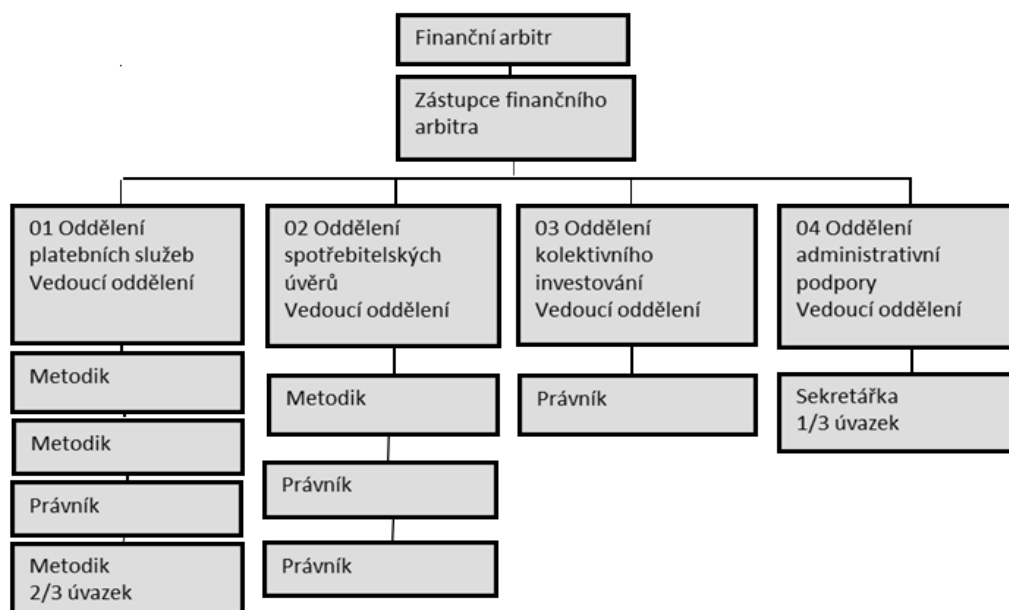 Finanční arbitr
Zástupce finančního
arbitra
01 Oddělení
platebních služeb
Vedoucí oddělení
Metodik
Metodik
Právník
Metodik
2/3 úvazek
02 Oddělení
spotřebitelských
úvěrů
Vedoucí oddělení
Metodik
Právník
Právník
03 Oddělení
kolektivního
investování
Vedoucí oddělení
Právník
04 Oddělení
administrativní
podpory
Vedoucí oddělení
Sekretářka
1/3 úvazek